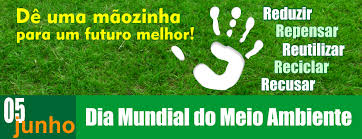 Dê uma mãozinha
para um futuro melhor!
Reduzir
Repensar
Reutilizar
Reciclar
Recusar
05
junho
Dia Mundial do Meio Ambiente